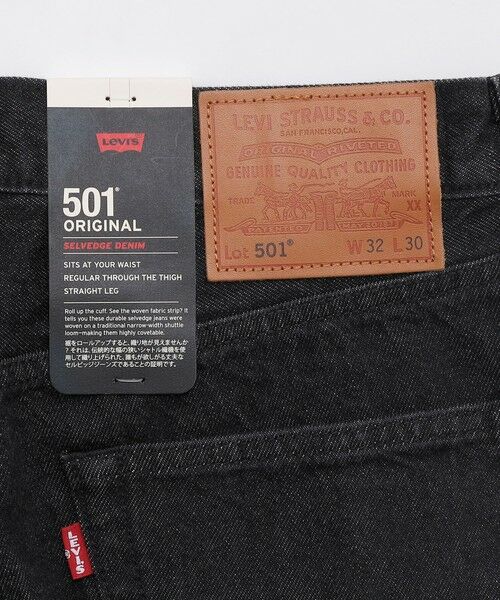 Levi's
501®
ORIGINAL
SELVEDGE DENIM
SITS AT YOUR WAIST
REGULAR THROUGH THE THIGH
STRAIGHT LEG
Roll up the cuff. See the woven fabric strip? It
tells you these durable selvedge jeans were
woven on a traditional narrow-width shuttle
loom-making them highly covetable.
裾をロールアップすると、織り地が見えませんか
？それは、伝統的な幅の狭いシャトル織機を使
用して織り上げられた、誰もが欲しがる丈夫な
セルビッジジーンズであることの証明です。
LEVI STRAUSS & CO.
SAN FRANCISCO, CAL.
ORIGINAL RIVETED
GENUINE QUALITY CLOTHING
TRADE MARK
XX
PATENTED MAY 20 1873
Lot 501® W 32 L 30
LEVI'S
®